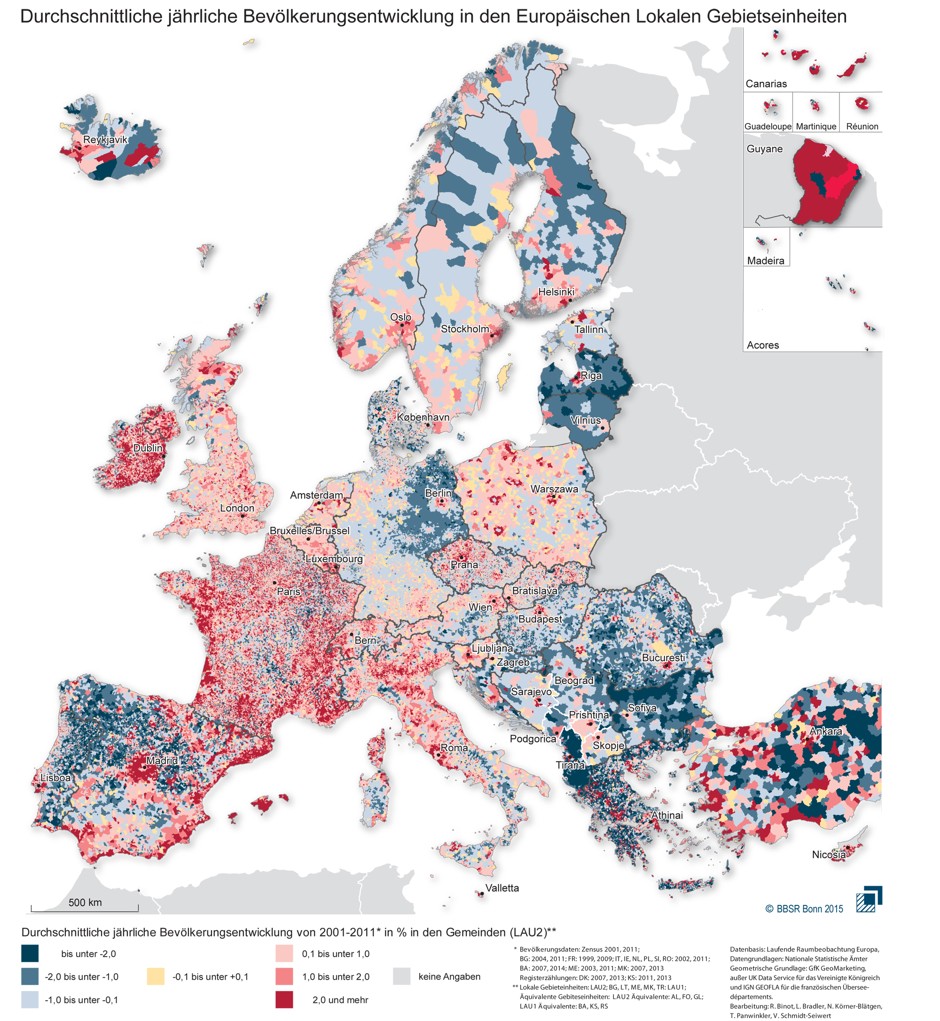 Durchschnittliche jährliche Bevölkerungsentwicklung in den Europäischen Lokalen Gebietseinheiten
Canarias
Guadeloupe
Martinique
Réunion
Guyane
Madeira
Acores
Reykjavik
Helsinki
Oslo
Stockholm
Tallinn
Riga
København
Vilnius
Dublin
Berlin
Warszawa
Amsterdam
London
Bruxelles/Brussel
Luxembourg
Praha
Paris
Bratislava
Wien
Budapest
Bern
Ljubljana
Zagreb
Bucuresti
Beograd
Sarajevo
Sofiya
Prishtina
Podgorica
Skopje
Ankara
Roma
Tirana
Madrid
Lisboa
Athinai
Nicosia
Valletta
500 km
© BBSR Bonn 2015
Durchschnittliche jährliche Bevölkerungsentwicklung von 2001-2011* in % in den Gemeinden (LAU2)**
bis unter -2,0
-2,0 bis unter -1,0
-1,0 bis unter -0,1
-0,1 bis unter +0,1
0,1 bis unter 1,0
1,0 bis unter 2,0
2,0 und mehr
keine Angaben
* Bevölkerungsdaten: Zensus 2001, 2011;
BG: 2004, 2011; FR: 1999, 2009; IT, IE, NL, PL, SI, RO: 2002, 2011;
BA: 2007, 2014; ME: 2003, 2011; MK: 2007, 2013
Registerzählungen: DK: 2007, 2013; KS: 2011, 2013
** Lokale Gebieteinheiten: LAU2; BG, LT, ME, MK, TR: LAU1;
Äquivalente Gebiteseinheiten: LAU2 Äquivalente: AL, FO, GL;
LAU1 Äquivalente: BA, KS, RS
Datenbasis: Laufende Raumbeobachtung Europa,
Datengrundlagen: Nationale Statistische Ämter
Geometrische Grundlage: GfK GeoMarketing,
außer UK Data Service für das Vereinigte Königreich
und IGN GEOFLA für die französischen Übersee-
départements.
Bearbeitung: R. Binot, L. Bradler, N. Körner-Blätgen,
T. Panwinkler, V. Schmidt-Seiwert